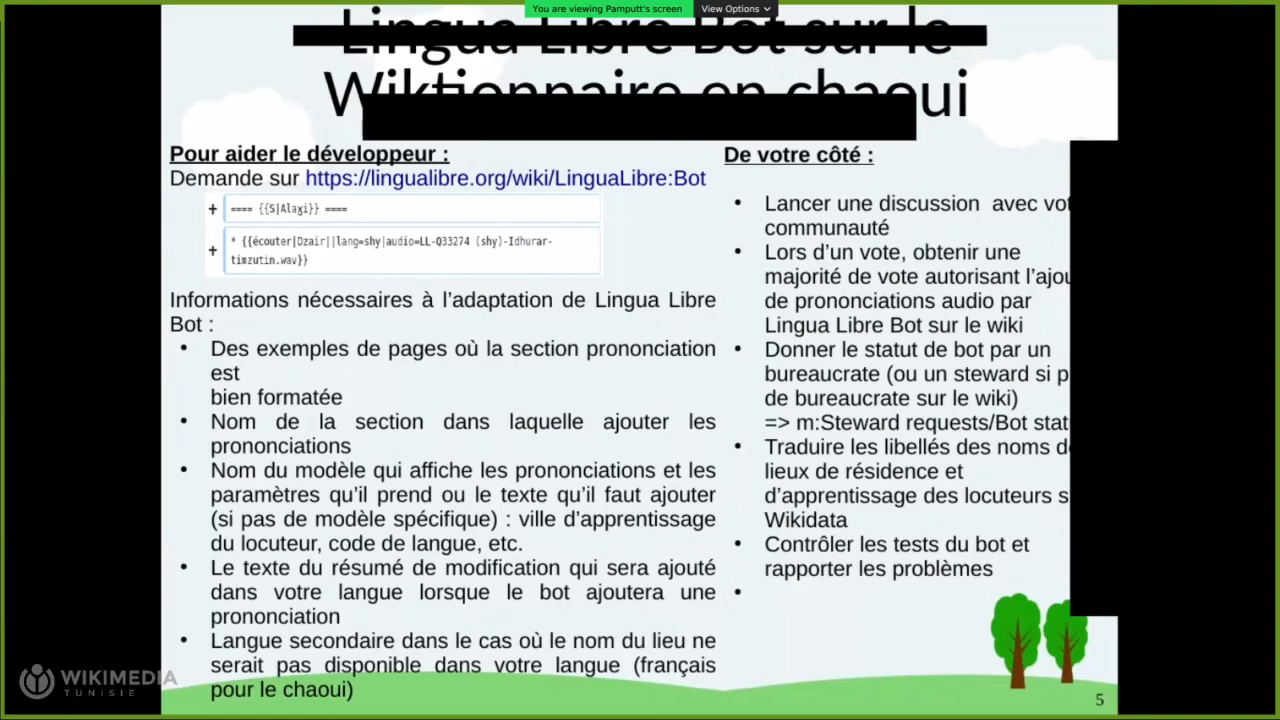 You are viewing Pamputt's screen
View Options
Lingua Libre Bot sur le
Wiktionnaire en chaoui
Pour aider le développeur :
Demande sur https://lingualibre.org/wiki/LinguaLibre:Bot
+ ==== {{S|Alaɣi}} ====
+ * {{écouter|Dzair||lang=shy|audio=LL-Q33274 (shy)-Idhurar-
timzutin.wav}}
Informations nécessaires à l’adaptation de Lingua Libre
Bot :
• Des exemples de pages où la section prononciation
est
bien formatée
• Nom de la section dans laquelle ajouter les
prononciations
• Nom du modèle qui affiche les prononciations et les
paramètres qu’il prend ou le texte qu’il faut ajouter
(si pas de modèle spécifique) : ville d’apprentissage
du locuteur, code de langue, etc.
• Le texte du résumé de modification qui sera ajouté
dans votre langue lorsque le bot ajoutera une
prononciation
• Langue secondaire dans le cas où le nom du lieu ne
serait pas disponible dans votre langue (français
pour le chaoui)
De votre côté :
• Lancer une discussion avec
communauté
• Lors d’un vote, obtenir une
majorité de vote autorisant
de prononciations audio par
Lingua Libre Bot sur le wiki
• Donner le statut de bot par un
bureaucrate (ou un steward si
de bureaucrate sur le wiki)
=> m:Steward requests/Bot
• Traduire les libellés des noms
lieux de résidence et
d’apprentissage des locuteurs
Wikidata
• Contrôler les tests du bot et
rapporter les problèmes
•
WIKIMEDIA
TUNISIE
5